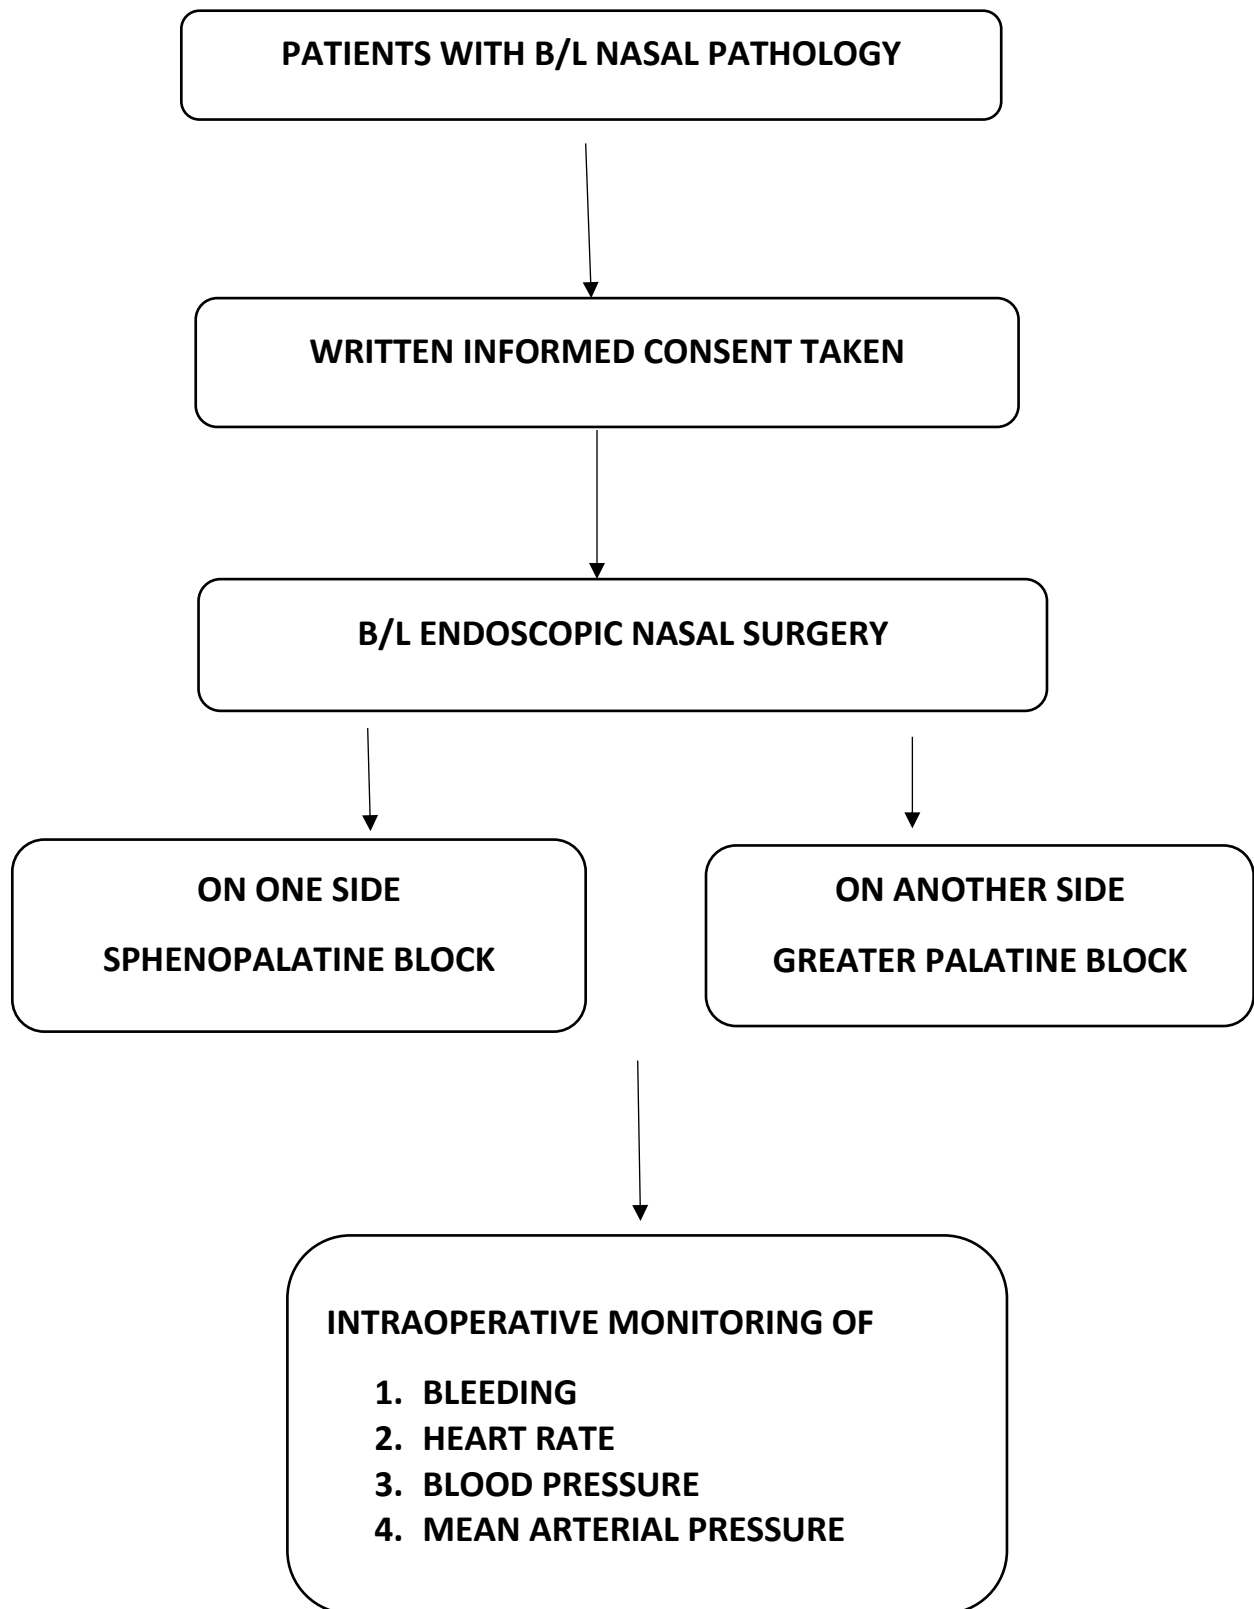 PATIENTS WITH B/L NASAL PATHOLOGY
WRITTEN INFORMED CONSENT TAKEN
B/L ENDOSCOPIC NASAL SURGERY
ON ONE SIDE
SPHENOPALATINE BLOCK
ON ANOTHER SIDE
GREATER PALATINE BLOCK
INTRAOPERATIVE MONITORING OF
1. BLEEDING
2. HEART RATE
3. BLOOD PRESSURE
4. MEAN ARTERIAL PRESSURE